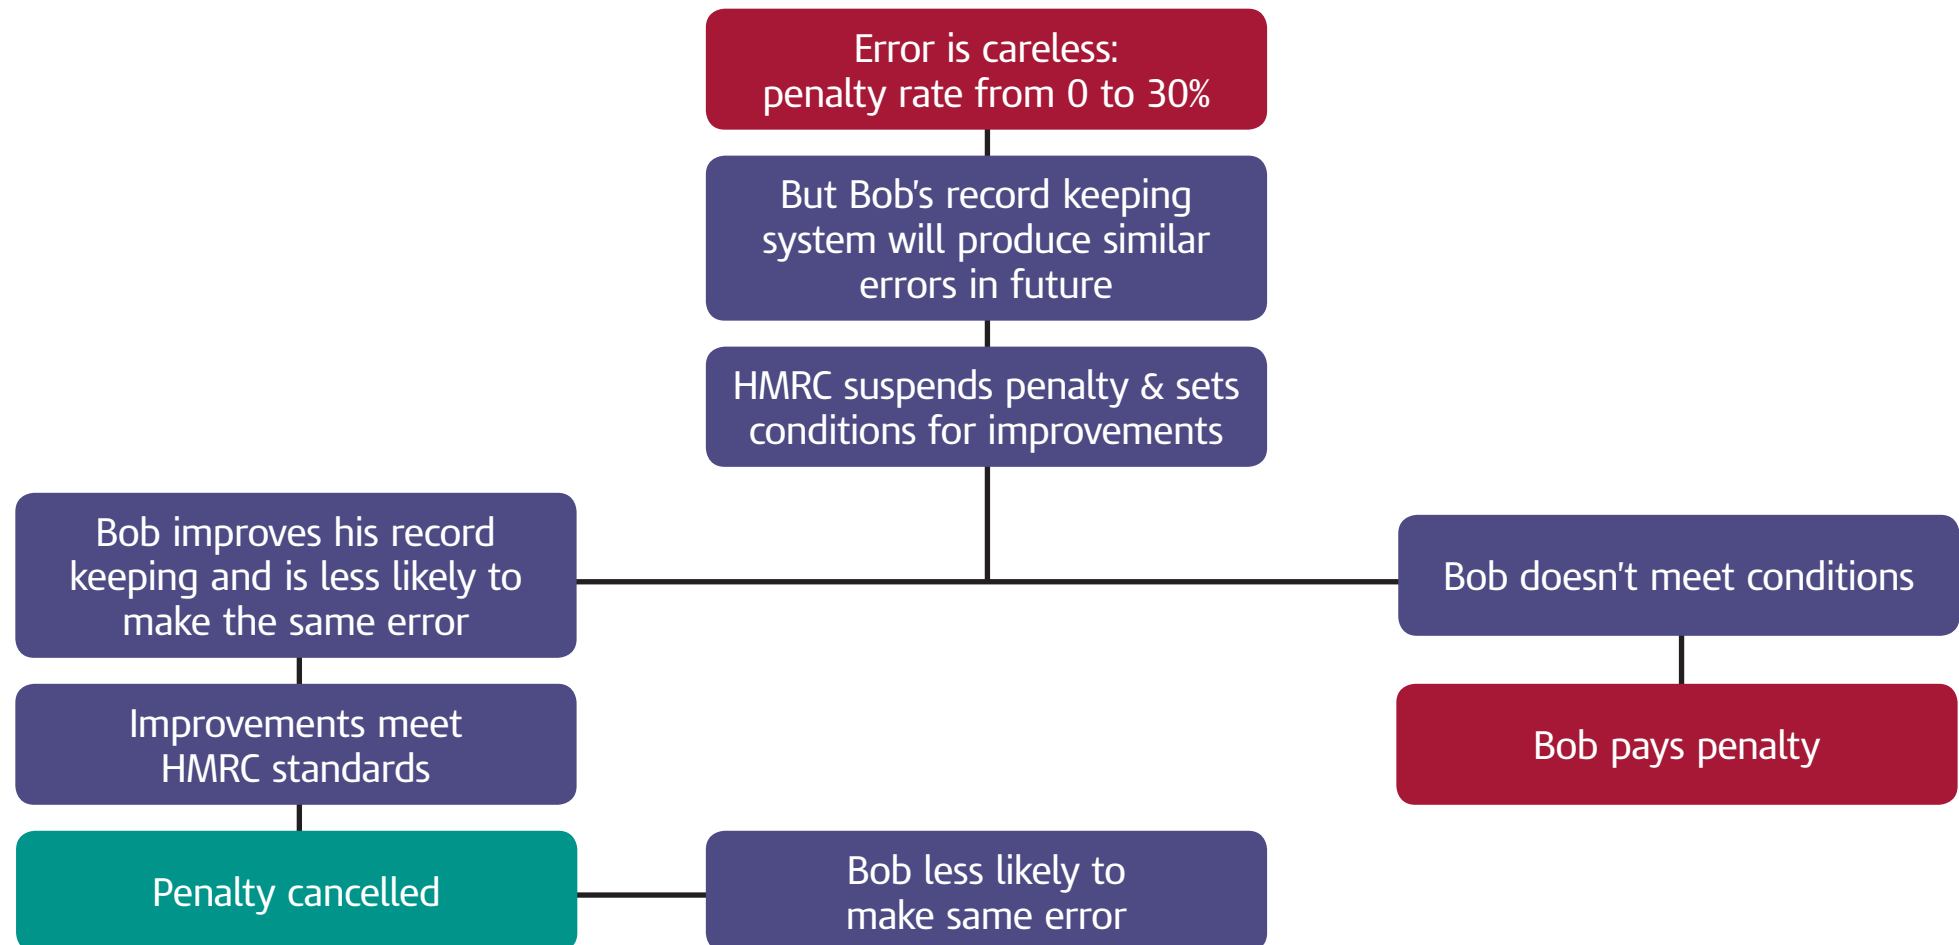 Error is careless:
penalty rate from 0 to 30%
But Bob's record keeping
system will produce similar
errors in future
HMRC suspends penalty & sets
conditions for improvements
Bob improves his record
keeping and is less likely to
make the same error
Improvements meet
HMRC standards
Penalty cancelled
Bob less likely to
make same error
Bob doesn't meet conditions
Bob pays penalty